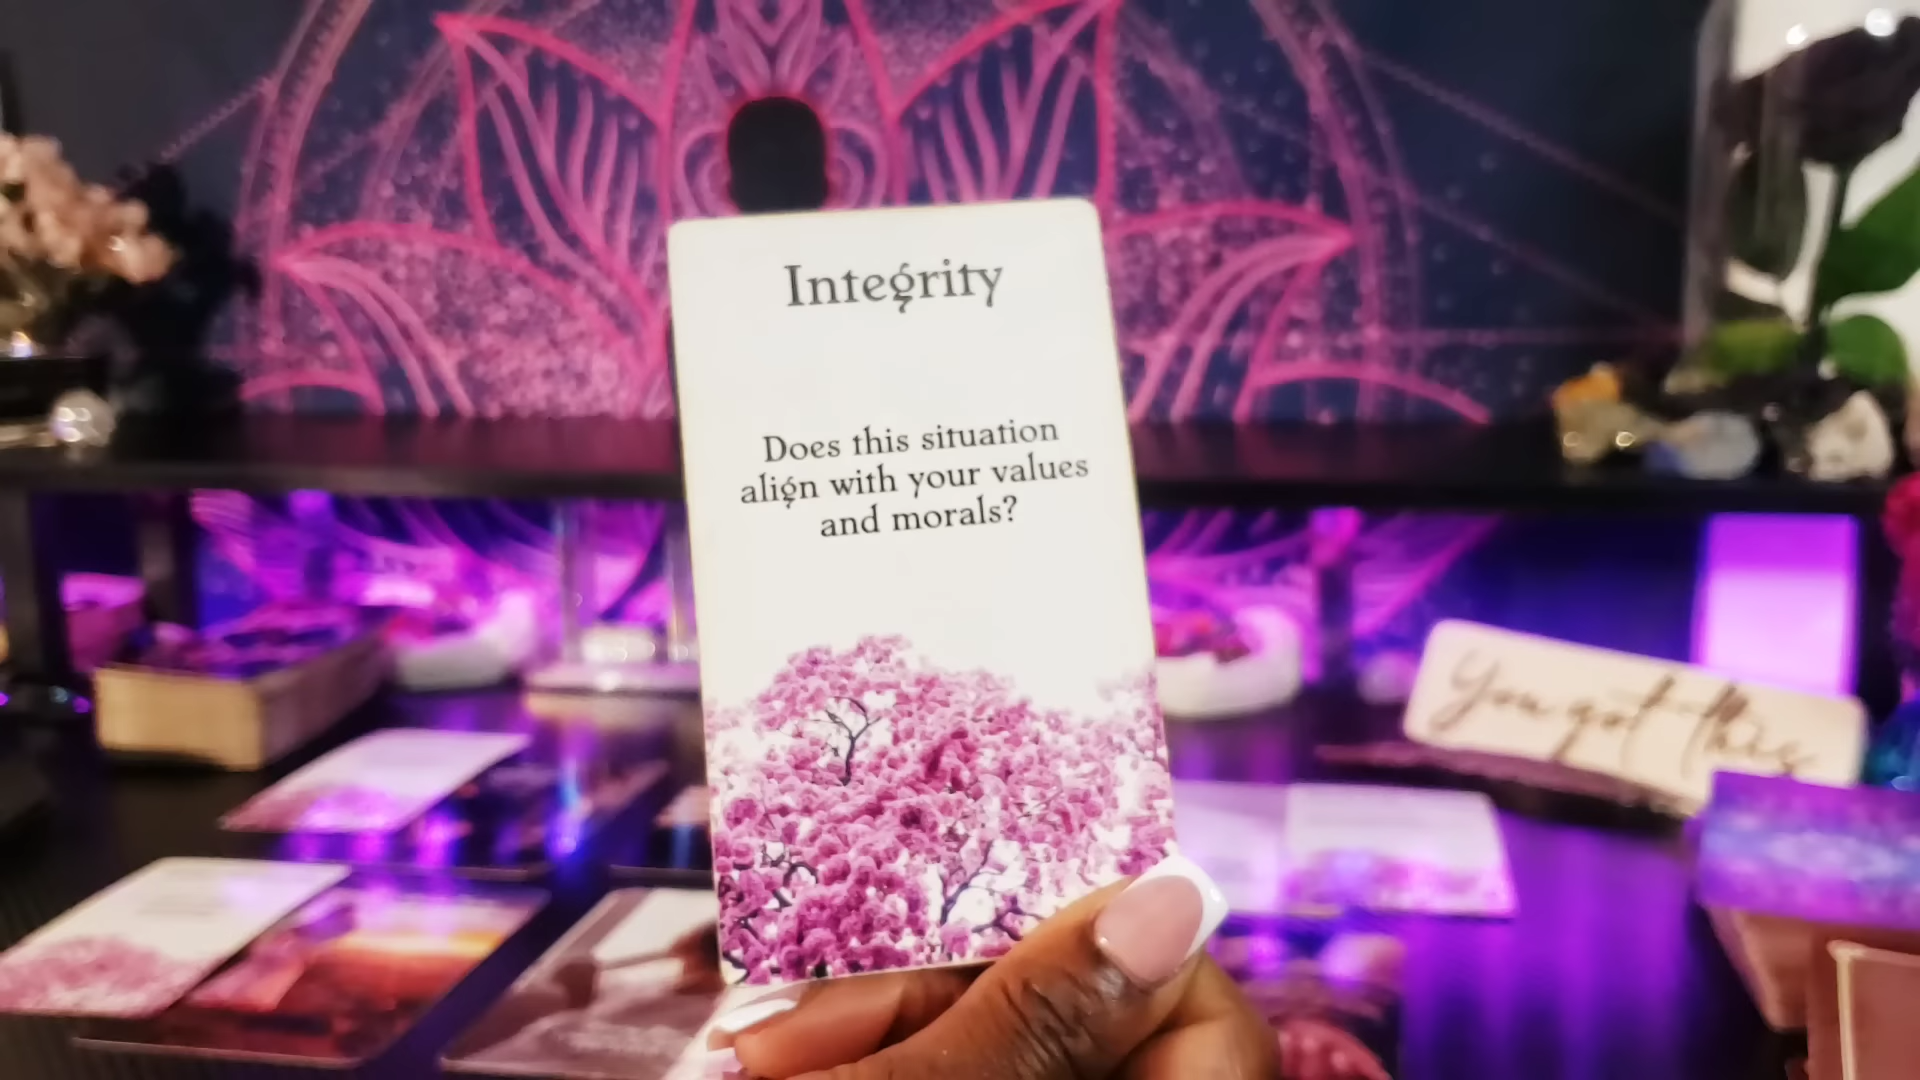 Integrity
Does this situation
align with your values
and morals?
You got this